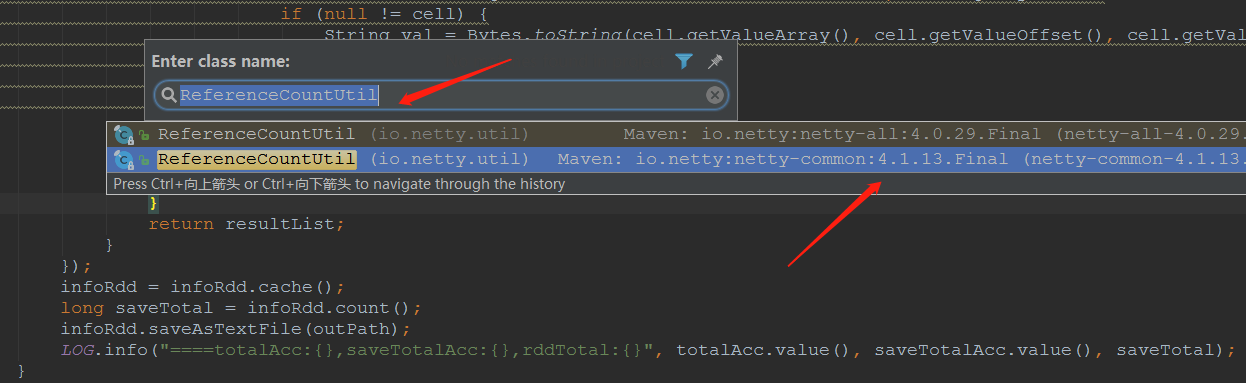 if (null != cell) {
String val = Bytes.toString(cell.getValueArray(), cell.getValueOffset(), cell.getVal
Enter class name:
ReferenceCountUtil
ReferenceCountUtil (io.netty.util) Maven: io.netty:netty-all:4.0.29.Final (netty-all-4.0.29.
ReferenceCountUtil (io.netty.util) Maven: io.netty:netty-common:4.1.13.Final (netty-common-4.1.13.
Press Ctrl+向上箭头 or Ctrl+向下箭头 to navigate through the history
}
return resultList;
}
});
infoRdd = infoRdd.cache();
long saveTotal = infoRdd.count();
infoRdd.saveAsTextFile(outPath);
LOG.info("====totalAcc:{},saveTotalAcc:{},rddTotal:{}", totalAcc.value(), saveTotalAcc.value(), saveTotal);
}